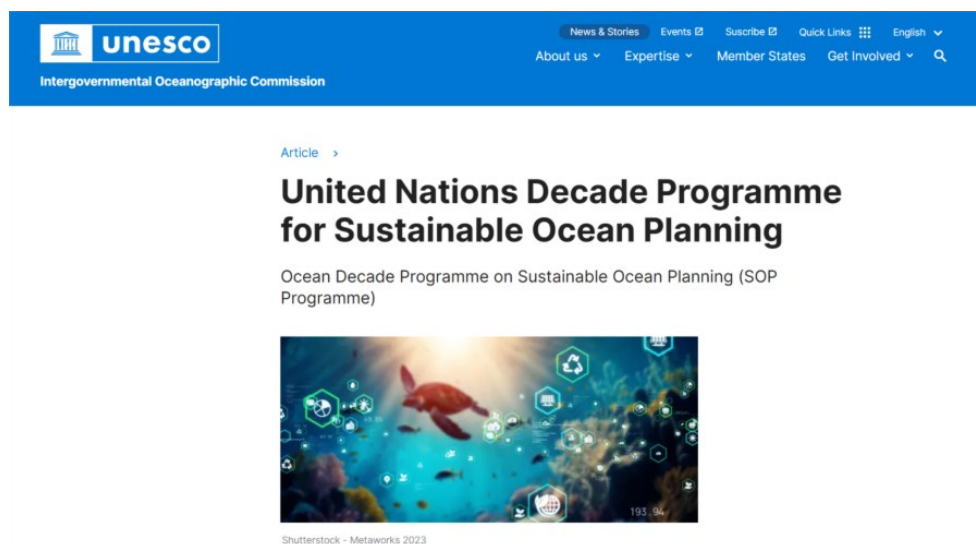 unesco
Intergovernmental Oceanographic Commission
News & Stories Events Suscribe Quick Links English
About us Expertise Member States Get Involved
Article
United Nations Decade Programme
for Sustainable Ocean Planning
Ocean Decade Programme on Sustainable Ocean Planning (SOP
Programme)
193.94
Shutterstock - Metaworks 2023